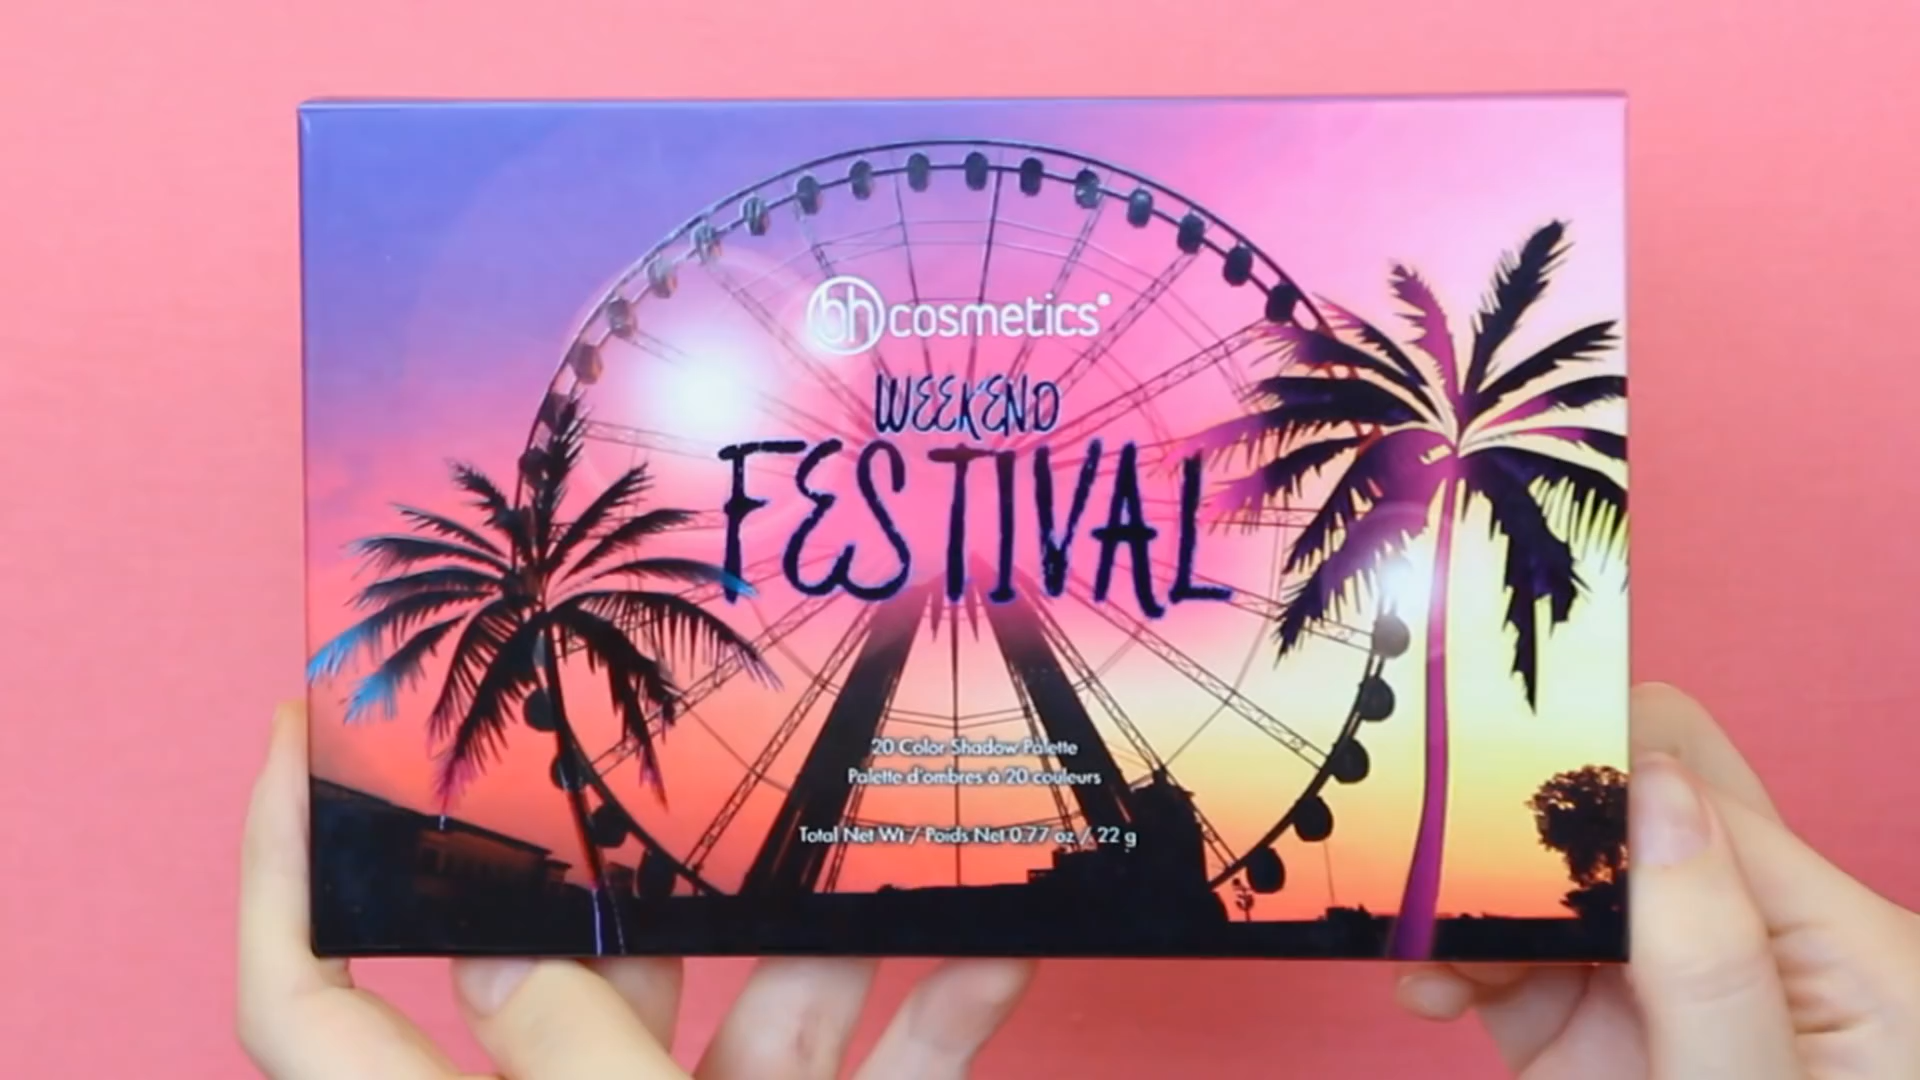 bh cosmetics®
WEEKEND
FESTIVAL
20 Color Shadow Palette
Palette d'ombres à 20 couleurs
Total Net Wt / Poids Net 0.77 oz / 22 g